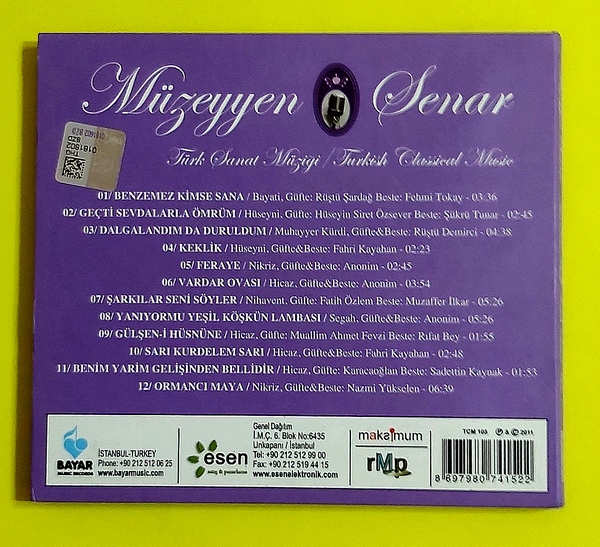 Müzeyyen Senar
Türk Sanat Müziği / Turkish Classical Music
01/ BENZEMEZ KİMSE SANA / Bayati, Güfte: Rüştü Şardağ Beste: Fehmi Tokay - 03:36
02/ GEÇTİ SEVDALARLA ÖMRÜM / Hüseyni, Güfte: Hüseyin Siret Özsever Beste: Şükrü Tunar - 02:45
03/ DALGALANDIM DA DURULDUM / Muhayyer Kürdi, Güfte&Beste: Rüştü Demirci - 04:38
04/ KEKLİK / Hüseyni, Güfte&Beste: Fahri Kayahan - 02:23
05/ FERAYE / Nikriz, Güfte&Beste: Anonim - 02:45
06/ VARDAR OVASI / Hicaz, Güfte&Beste: Anonim - 03:54
07/ ŞARKILAR SENİ SÖYLER / Nihavent, Güfte: Fatih Özlem Beste: Muzaffer İlkar - 05:26
08/ YANIYORMU YEŞİL KÖŞKÜN LAMBASI / Segah, Güfte&Beste: Anonim - 05:26
09/ GÜLŞEN-İ HÜSNÜNE / Hicaz, Güfte: Muallim Ahmet Fevzi Beste: Rıfat Bey - 01:55
10/ SARI KURDELEM SARI / Hicaz, Güfte&Beste: Fahri Kayahan - 02:48
11/ BENİM YARİM GELİŞİNDEN BELLİDİR / Hicaz, Güfte: Karacaoğlan Beste: Sadettin Kaynak - 01:53
12/ ORMANCI MAYA / Nikriz, Güfte&Beste: Nazmi Yükselen - 06:39
BAYAR
MUSIC RECORDS
İSTANBUL-TURKEY
Phone: +90 212 512 06 25
www.bayarmusic.com
esen
Genel Dağıtım
İ.M.Ç. 6. Blok No:6435
Unkapanı / İstanbul
Tel: +90 212 512 99 00
Fax: +90 212 519 44 15
www.esenelektronik.com
maksimum
rMp
TCM 103 ℗ & © 2011
8 697980 741522